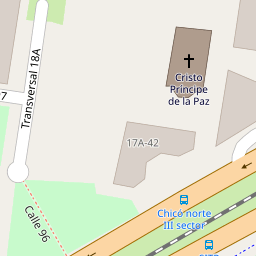 Transversal 18A
Cristo
Príncipe
de la Paz
17A-42
Calle 96
Chicó norte
III sector